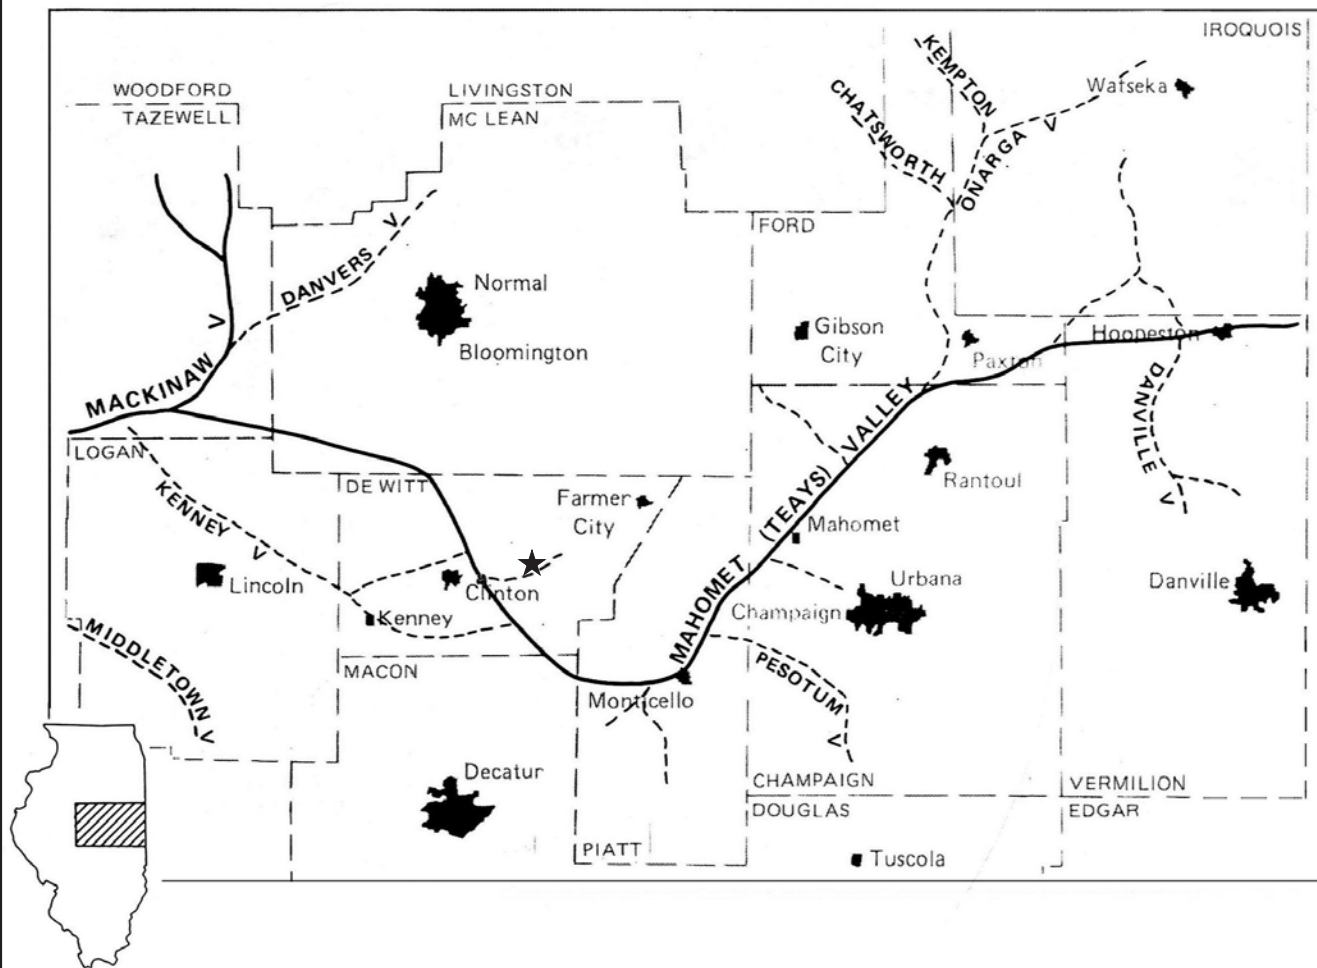 IROQUOIS
WOODFORD
TAZEWELL
LIVINGSTON
MC LEAN
KEMPTON
CHATSWORTH
ONARGA V
Watseka
FORD
DANVERS V
Normal
Bloomington
Gibson
City
Paxton
Hoopeston
V
MACKINAW
DANVILLE V
LOGAN
KENNEY V
DE WITT
Farmer
City
MAHOMET (TEAYS) VALLEY
Rantoul
Mahomet
Lincoln
Clinton
Kenney
Urbana
Champaign
Danville
MIDDLETOWN V
MACON
Monticello
PESOTUM V
Decatur
CHAMPAIGN
DOUGLAS
VERMILION
EDGAR
PIATT
Tuscola